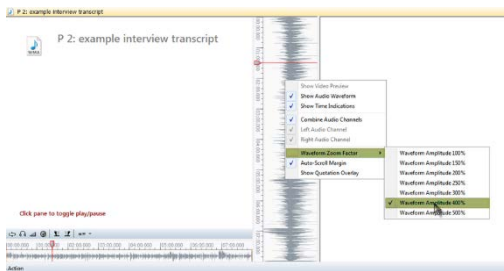 P 2: example interview transcript
P 2: example interview transcript
Show Video Preview
Show Audio Waveform
Show Time Indications
Combine Audio Channels
Left Audio Channel
Right Audio Channel
Waveform Zoom Factor
Auto-Scroll Margin
Show Quotation Overlay
Waveform Amplitude 100%
Waveform Amplitude 150%
Waveform Amplitude 200%
Waveform Amplitude 250%
Waveform Amplitude 300%
Waveform Amplitude 400%
Waveform Amplitude 500%
Click pane to toggle play/pause
Action